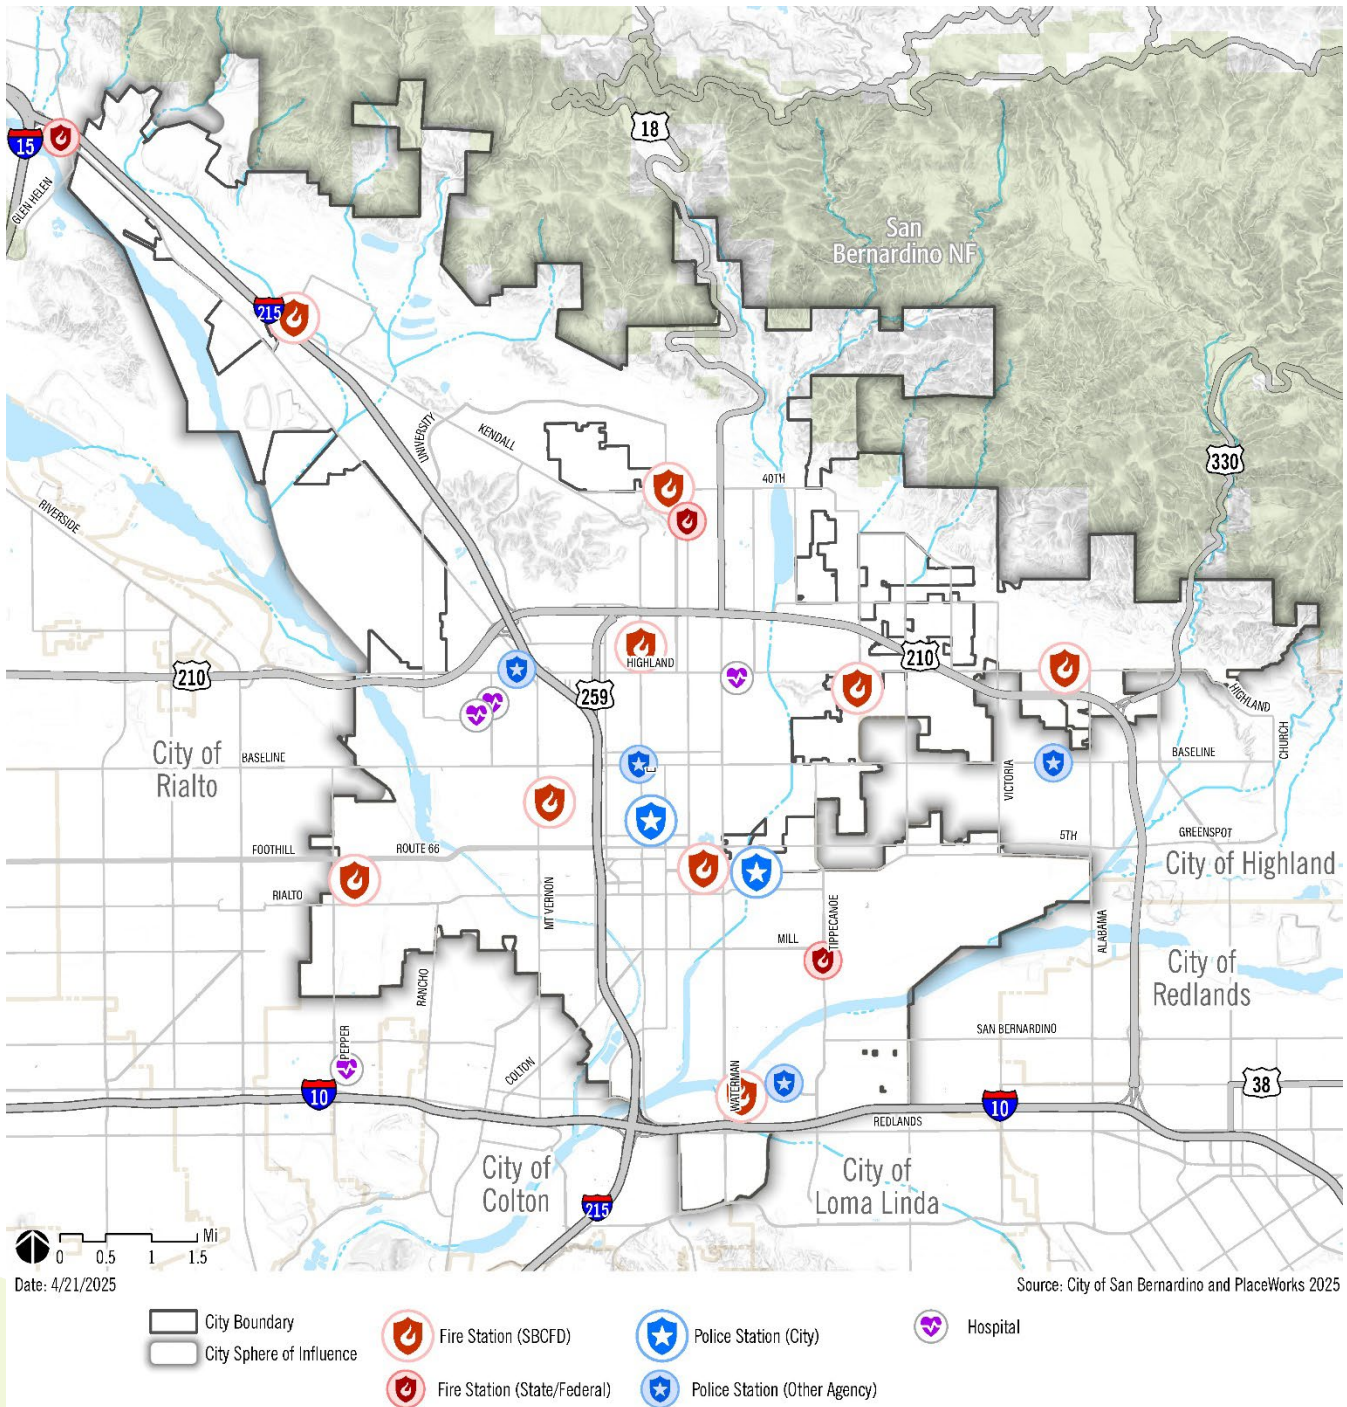 18
15
GLEN HELEN
San
Bernardino NF
215
UNIVERSITY
KENDALL
40TH
330
RIVERSIDE
210
HIGHLAND
210
259
HIGHLAND
City of
Rialto
BASELINE
BASELINE
CHURCH
VICTORIA
E
5TH
GREENSPOT
FOOTHILL
ROUTE 66
City of Highland
RIALTO
MT VERNON
TIPPECANOE
ALABAMA
MILL
City of
Redlands
RANCHO
SAN BERNARDINO
PEPPER
COLTON
WATERMAN
38
10
10
REDLANDS
City of
Colton
City of
Loma Linda
215
Mi
0 0.5 1 1.5
Date: 4/21/2025
Source: City of San Bernardino and PlaceWorks 2025
City Boundary
City Sphere of Influence
Fire Station (SBCFD)
Fire Station (State/Federal)
Police Station (City)
Police Station (Other Agency)
Hospital